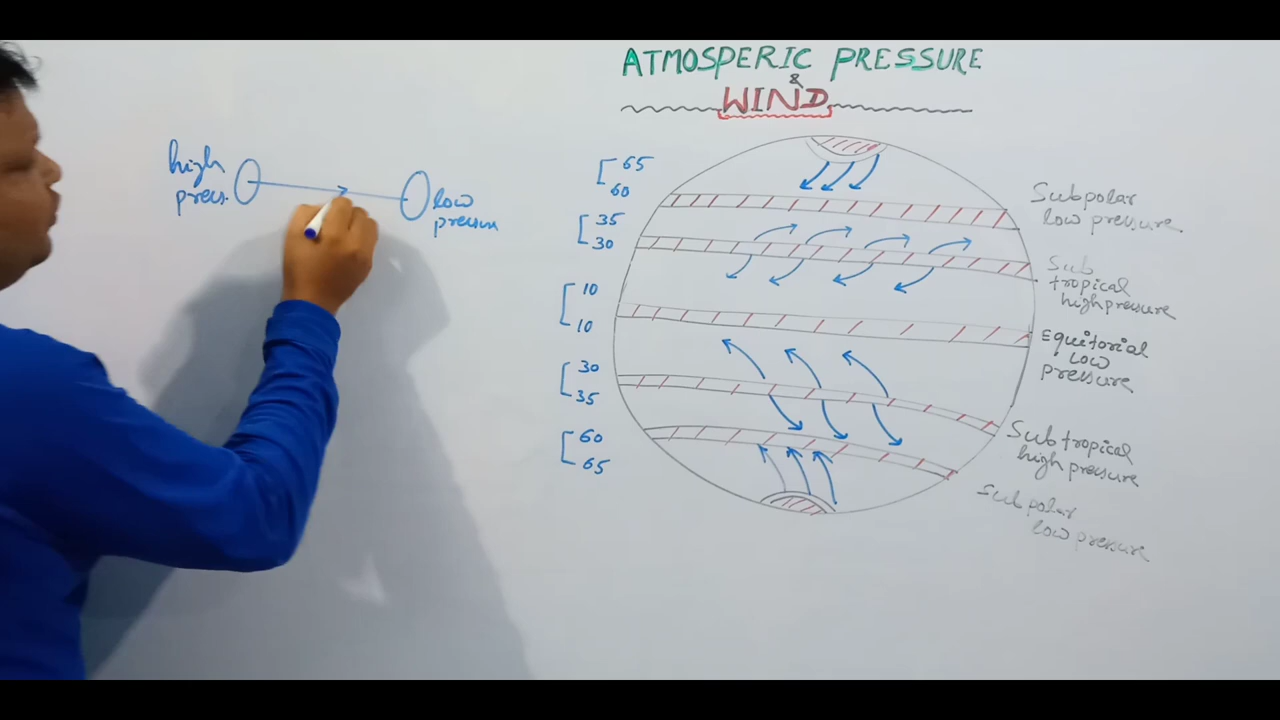 ATMOSPERIC PRESSURE
&
WIND
high
pres.
low
pressure
65
60
35
30
10
10
30
35
60
65
Subpolar
low pressure
Sub
tropical
high pressure
Equitorial
low
pressure
Sub tropical
high pressure
Sub polar
low pressure